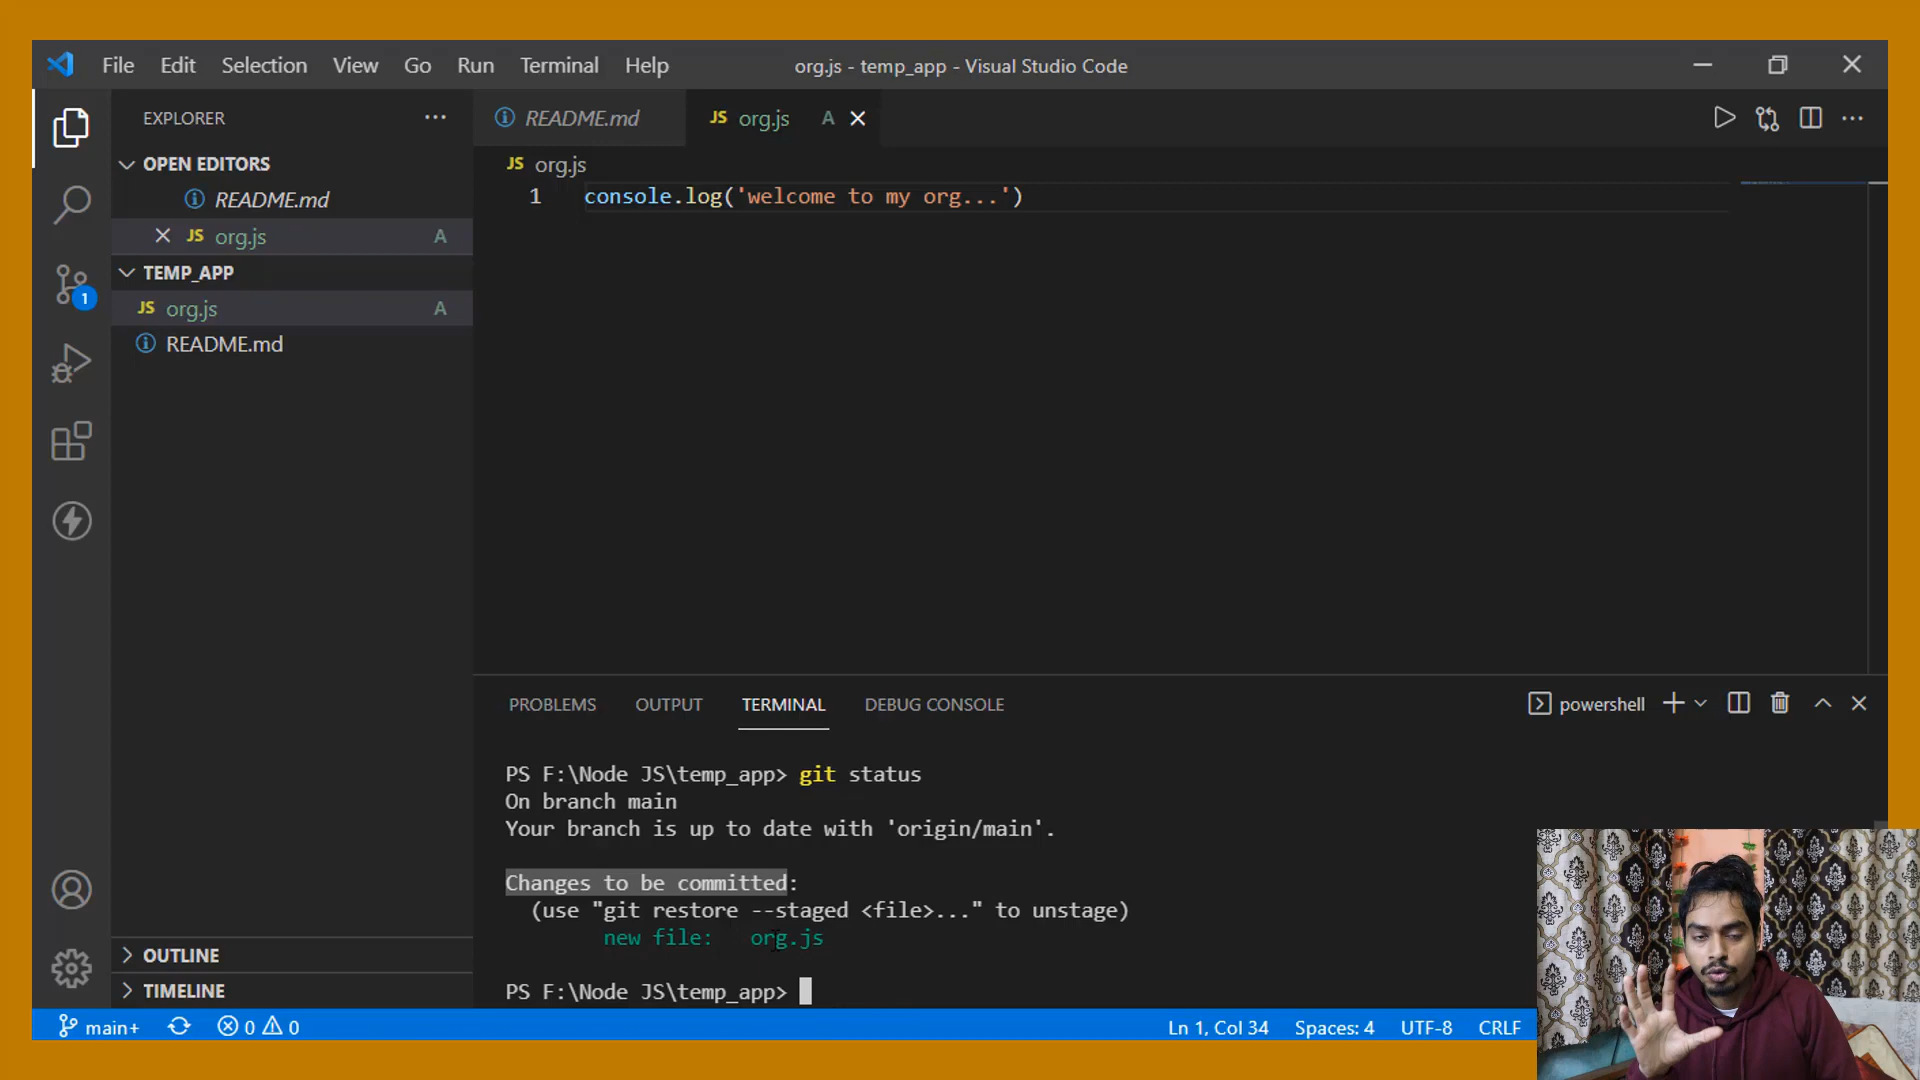 File Edit Selection View Go Run Terminal Help
org.js - temp_app - Visual Studio Code
EXPLORER
OPEN EDITORS
README.md
JS org.js A
TEMP_APP
JS org.js A
README.md
1
OUTLINE
TIMELINE
README.md
JS org.js A
JS org.js
1 console.log('welcome to my org...')
PROBLEMS OUTPUT TERMINAL DEBUG CONSOLE
powershell
PS F:\Node JS\temp_app> git status
On branch main
Your branch is up to date with 'origin/main'.
Changes to be committed:
(use "git restore --staged <file>..." to unstage)
new file: org.js
PS F:\Node JS\temp_app>
main+ 0 0
Ln 1, Col 34 Spaces: 4 UTF-8 CRLF